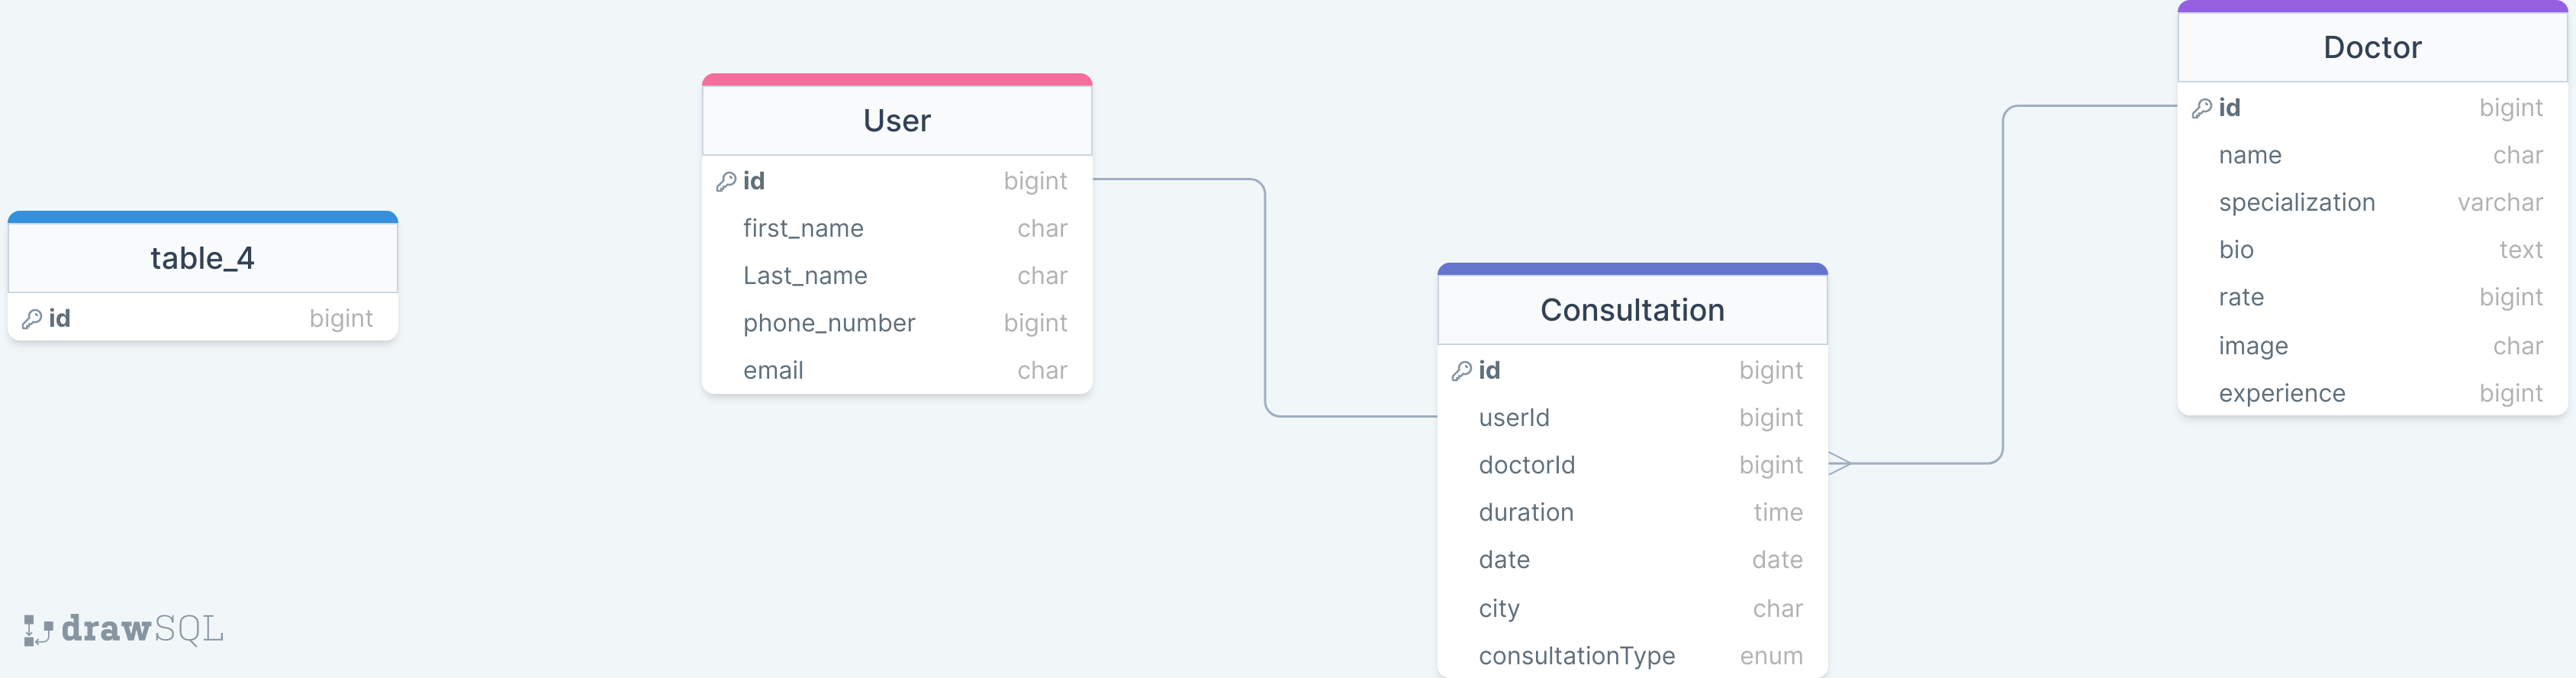 table_4
id bigint
User
id bigint
first_name char
Last_name char
phone_number bigint
email char
Consultation
id bigint
userId bigint
doctorId bigint
duration time
date date
city char
consultationType enum
Doctor
id bigint
name char
specialization varchar
bio text
rate bigint
image char
experience bigint
drawSQL